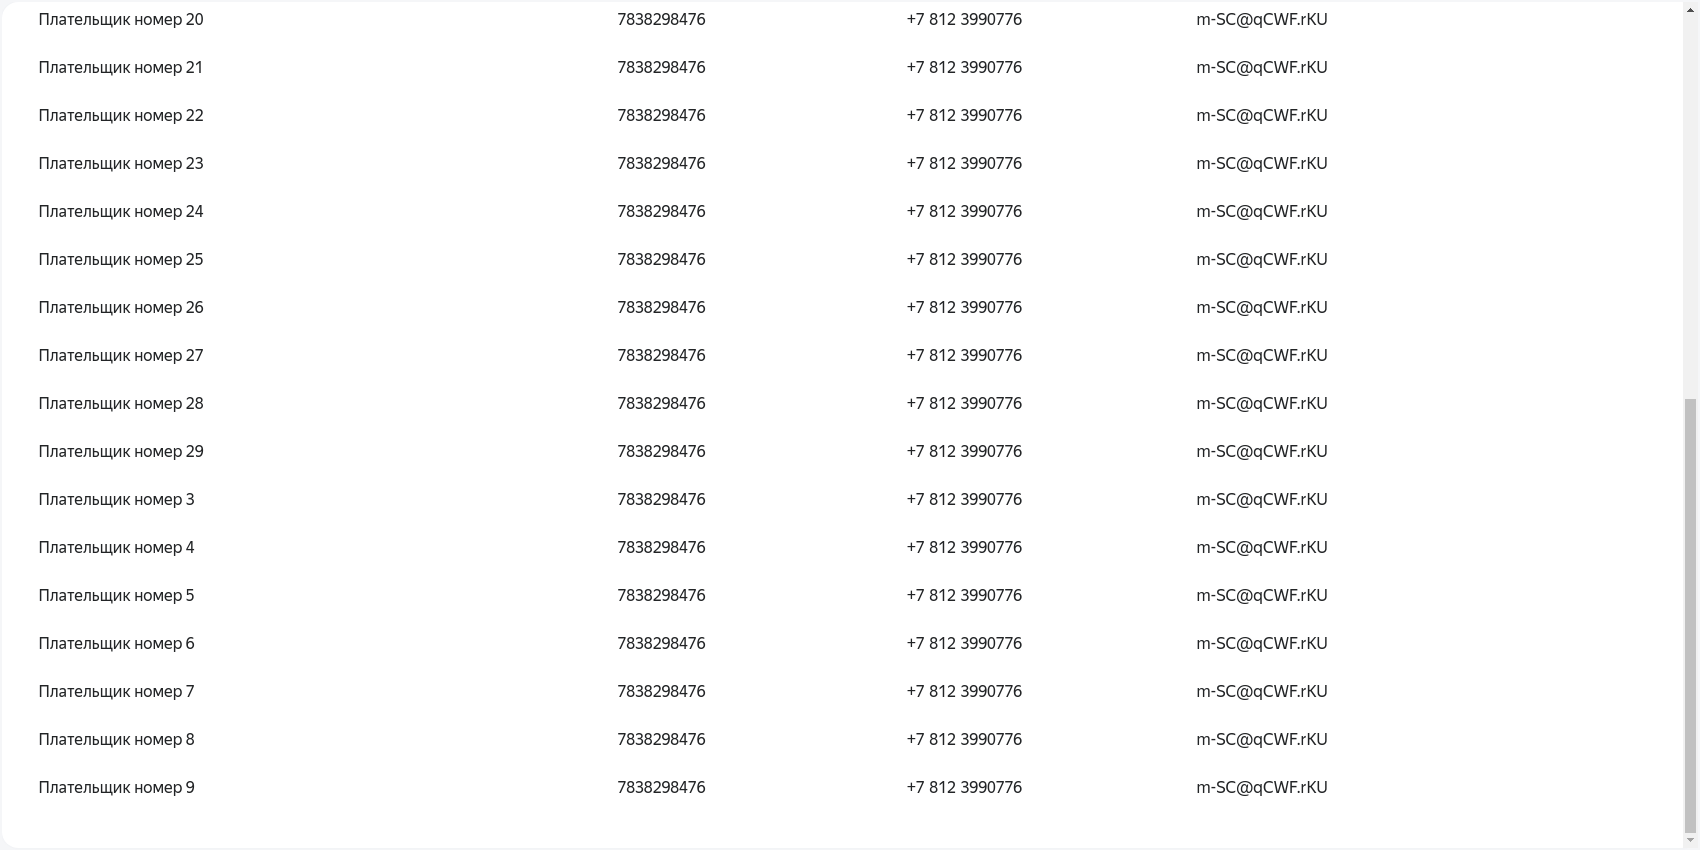 Плательщик номер 20 7838298476 +7 812 3990776 m-SC@qCWF.rKU
Плательщик номер 21 7838298476 +7 812 3990776 m-SC@qCWF.rKU
Плательщик номер 22 7838298476 +7 812 3990776 m-SC@qCWF.rKU
Плательщик номер 23 7838298476 +7 812 3990776 m-SC@qCWF.rKU
Плательщик номер 24 7838298476 +7 812 3990776 m-SC@qCWF.rKU
Плательщик номер 25 7838298476 +7 812 3990776 m-SC@qCWF.rKU
Плательщик номер 26 7838298476 +7 812 3990776 m-SC@qCWF.rKU
Плательщик номер 27 7838298476 +7 812 3990776 m-SC@qCWF.rKU
Плательщик номер 28 7838298476 +7 812 3990776 m-SC@qCWF.rKU
Плательщик номер 29 7838298476 +7 812 3990776 m-SC@qCWF.rKU
Плательщик номер 3 7838298476 +7 812 3990776 m-SC@qCWF.rKU
Плательщик номер 4 7838298476 +7 812 3990776 m-SC@qCWF.rKU
Плательщик номер 5 7838298476 +7 812 3990776 m-SC@qCWF.rKU
Плательщик номер 6 7838298476 +7 812 3990776 m-SC@qCWF.rKU
Плательщик номер 7 7838298476 +7 812 3990776 m-SC@qCWF.rKU
Плательщик номер 8 7838298476 +7 812 3990776 m-SC@qCWF.rKU
Плательщик номер 9 7838298476 +7 812 3990776 m-SC@qCWF.rKU